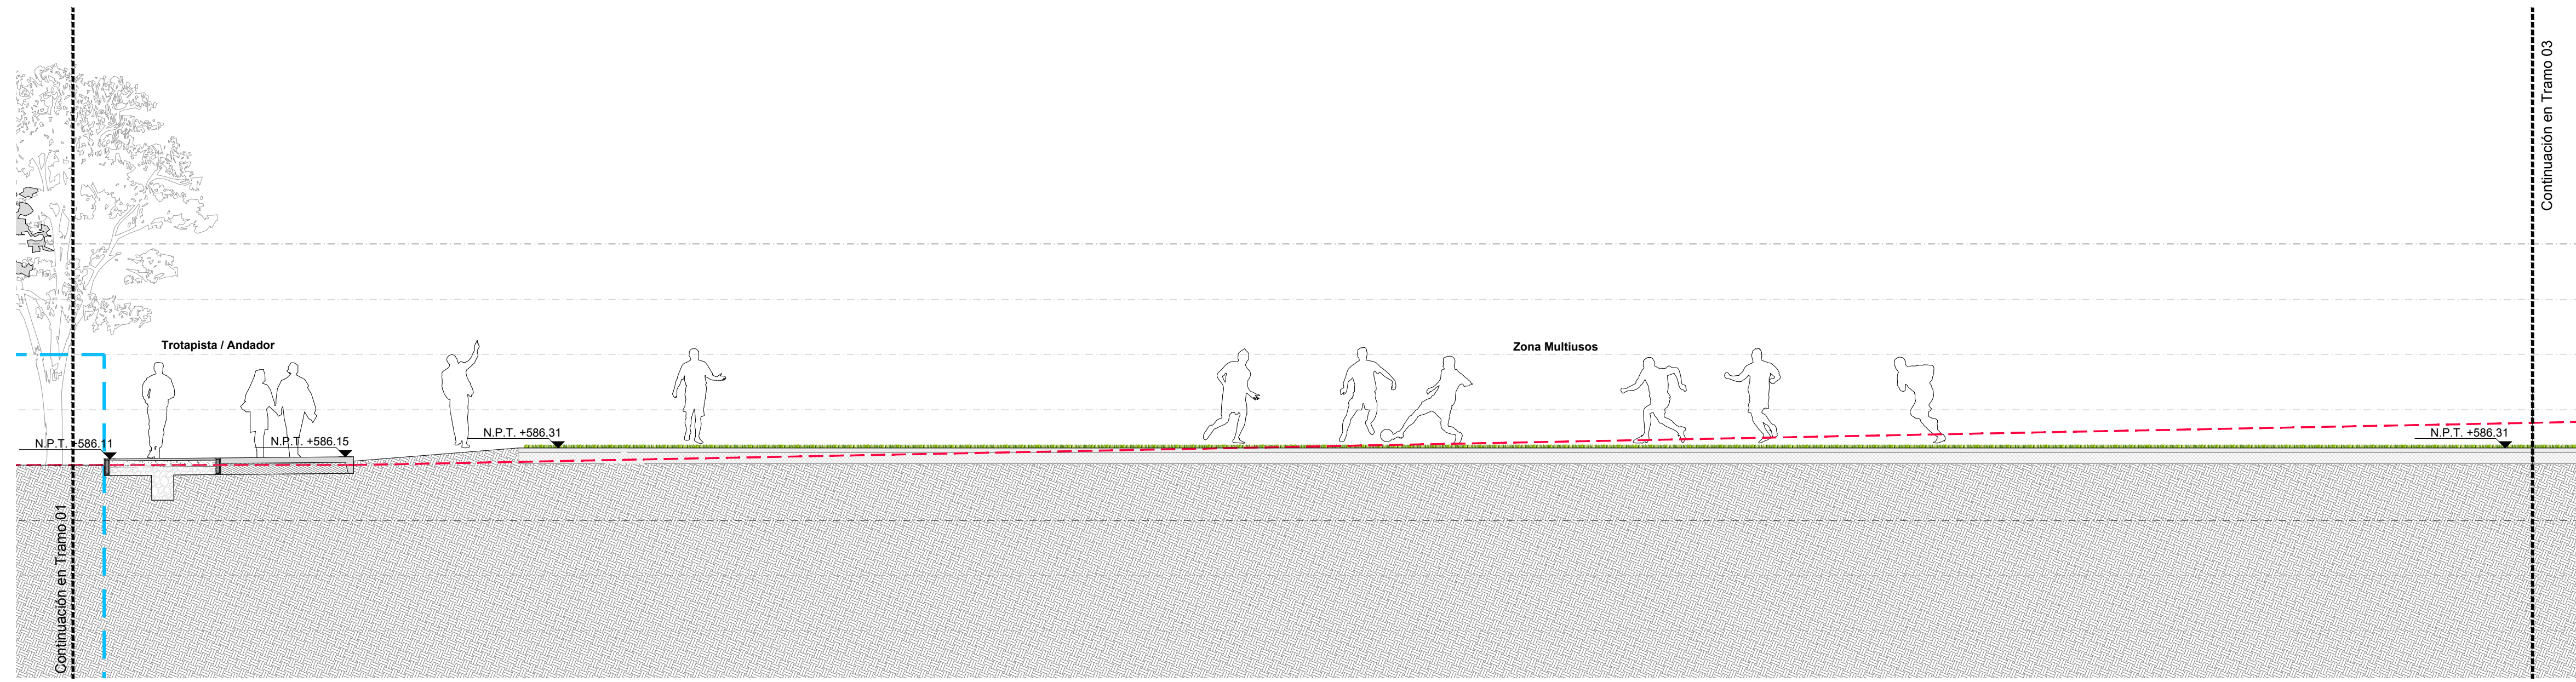 Continuación en Tramo 03
Trotapista / Andador
Zona Multiusos
N.P.T. +586.11
N.P.T. +586.15
N.P.T. +586.31
N.P.T. +586.31
Continuación en Tramo 01